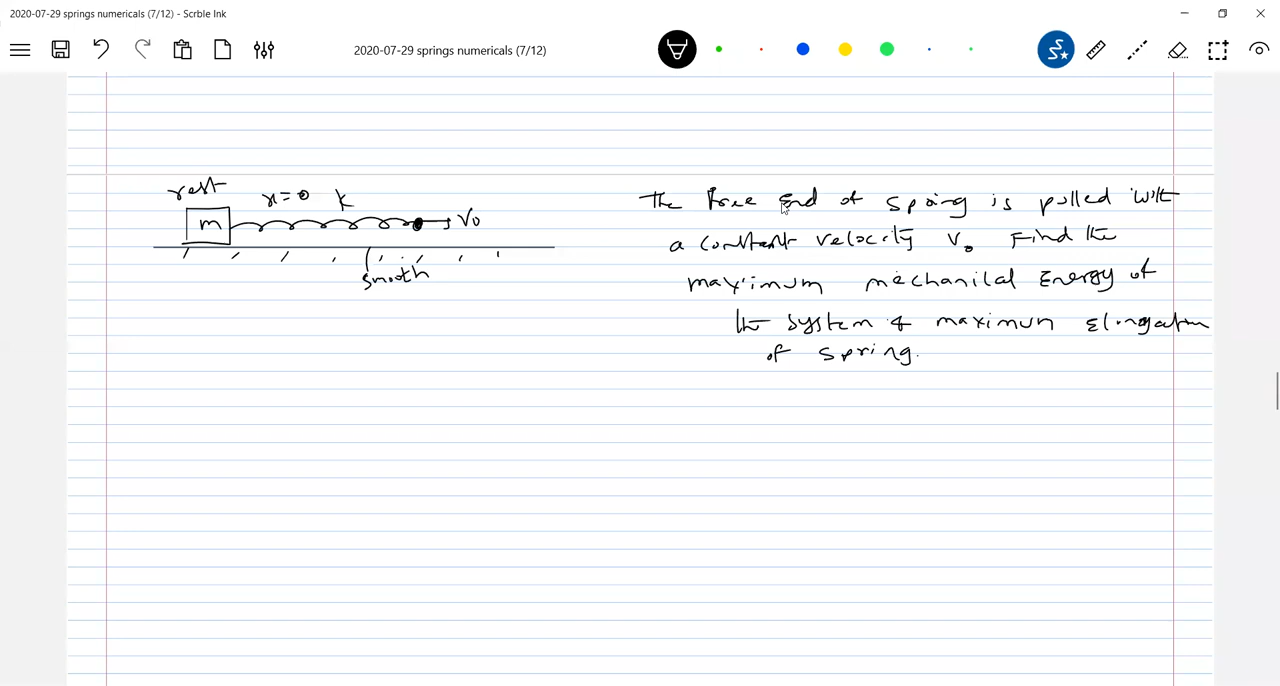 2020-07-29 springs numericals (7/12) - Scrble Ink
2020-07-29 springs numericals (7/12)
rest
x=0 k
m
V₀
smooth
The free end of spring is pulled with
a constant velocity v₀. Find the
maximum mechanical Energy of
the system & maximum elongation
of spring.